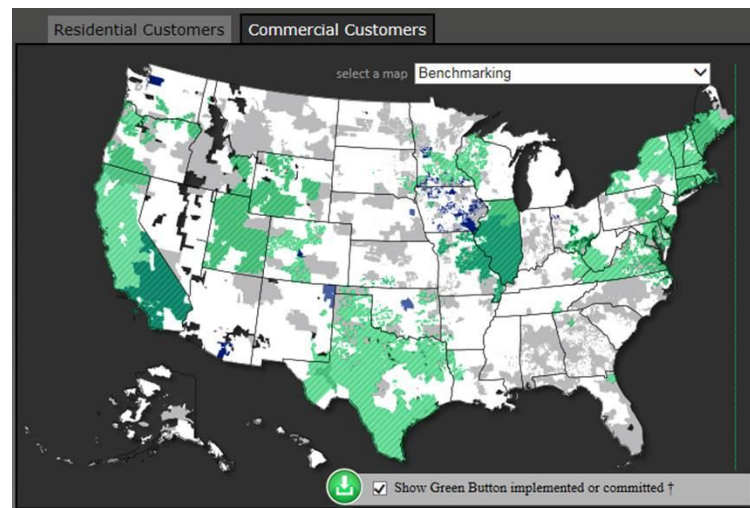 Residential Customers
Commercial Customers
select a map
Benchmarking
Show Green Button implemented or committed †